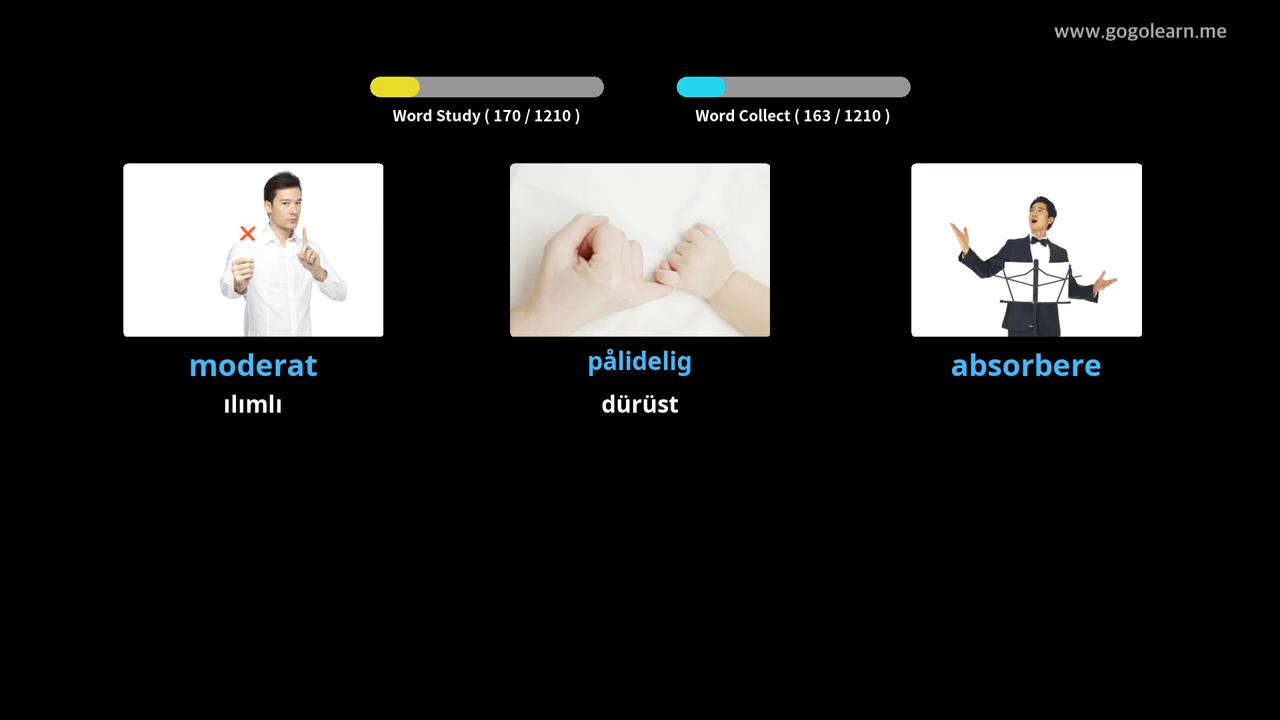 www.gogolearn.me
Word Study ( 170 / 1210 )
Word Collect ( 163 / 1210 )
moderat
ılımlı
pålidelig
dürüst
absorbere